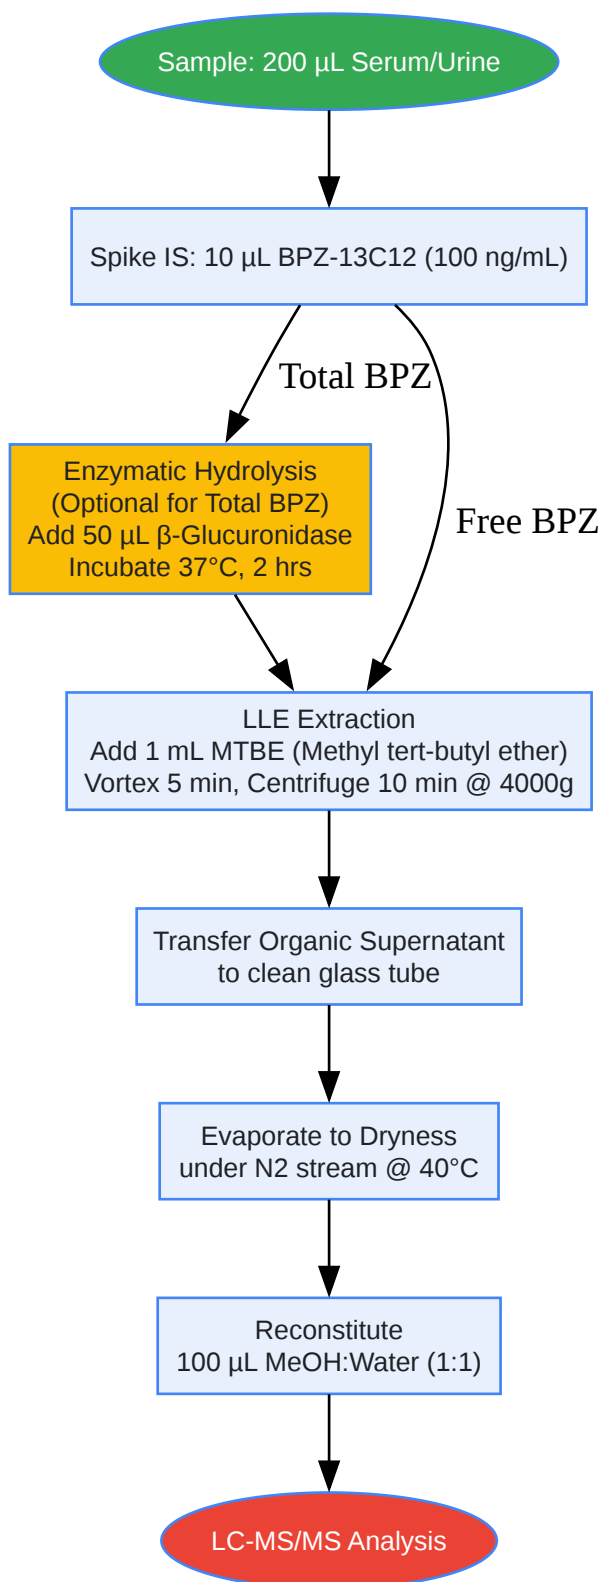 Sample: 200 µL Serum/Urine
Spike IS: 10 µL BPZ-13C12 (100 ng/mL)
Total BPZ
Enzymatic Hydrolysis
(Optional for Total BPZ)
Add 50 µL β-Glucuronidase
Incubate 37°C, 2 hrs
Free BPZ
LLE Extraction
Add 1 mL MTBE (Methyl tert-butyl ether)
Vortex 5 min, Centrifuge 10 min @ 4000g
Transfer Organic Supernatant
to clean glass tube
Evaporate to Dryness
under N2 stream @ 40°C
Reconstitute
100 µL MeOH:Water (1:1)
LC-MS/MS Analysis